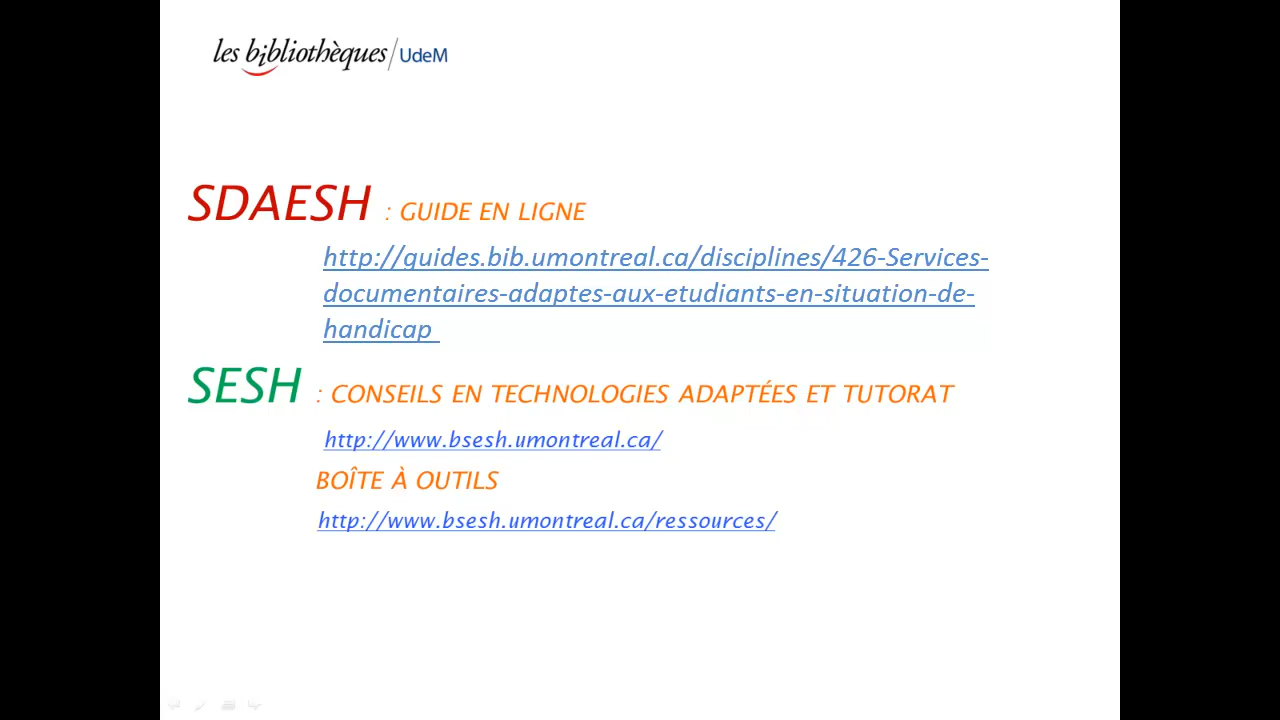 les bibliothèques/UdeM
SDAESH : GUIDE EN LIGNE
http://guides.bib.umontreal.ca/disciplines/426-Services-
documentaires-adaptes-aux-etudiants-en-situation-de-
handicap
SESH : CONSEILS EN TECHNOLOGIES ADAPTÉES ET TUTORAT
http://www.bsesh.umontreal.ca/
BOÎTE À OUTILS
http://www.bsesh.umontreal.ca/ressources/